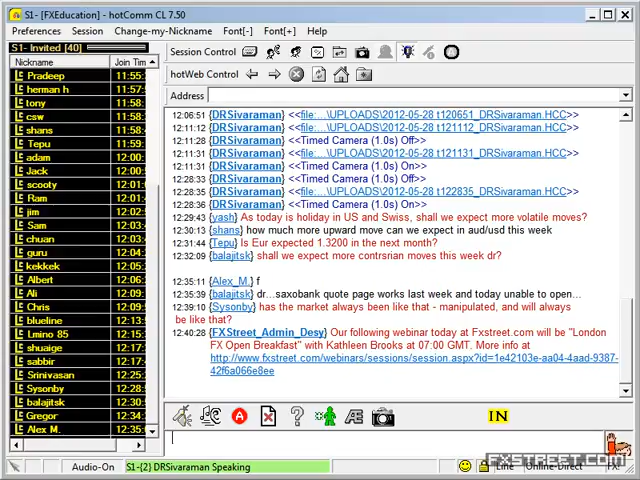 S1- [FXEducation] - hotComm CL 7.50
Preferences Session Change-my-Nickname Font[-] Font[+] Help
S1- Invited [40]
Session Control
Nickname Join Tim
hotWeb Control
Address
Pradeep 11:55:
herman h 11:57:
tony 11:58:
csw 11:58:
shans 11:58:
Tepu 11:59:
adam 12:00:
Jack 12:00:
scooty 12:00:
Ram 12:01:
jim 12:02:
Sam 12:03:
chuan 12:03:
guru 12:04:
kekkek 12:05:
Albert 12:06:
Ali 12:09:
Chris 12:09:
blueline 12:13:
Lmino 85 12:13:
shuaige 12:17:
sabbir 12:26:
Srinivasan 12:25:
Sysonby 12:30:
balajitsk 12:30:
Gregor 12:34:
Alex M. 12:35:
12:06:51 {DRSivaraman} <<file:...\UPLOADS\2012-05-28 t120651_DRSivaraman.HCC>>
12:11:12 {DRSivaraman} <<file:...\UPLOADS\2012-05-28 t121112_DRSivaraman.HCC>>
12:11:28 {DRSivaraman} <<Timed Camera (1.0s) Off>>
12:11:31 {DRSivaraman} <<file:...\UPLOADS\2012-05-28 t121131_DRSivaraman.HCC>>
12:11:31 {DRSivaraman} <<Timed Camera (1.0s) On>>
12:28:33 {DRSivaraman} <<Timed Camera (1.0s) Off>>
12:28:35 {DRSivaraman} <<file:...\UPLOADS\2012-05-28 t122835_DRSivaraman.HCC>>
12:28:36 {DRSivaraman} <<Timed Camera (1.0s) On>>
12:29:43 {yash} As today is holiday in US and Swiss, shall we expect more volatile moves?
12:30:13 {shans} how much more upward move can we expect in aud/usd this week
12:31:44 {Tepu} Is Eur expected 1.3200 in the next month?
12:32:09 {balajitsk} shall we expect more contrsrian moves this week dr?
12:35:11 {Alex_M.} f
12:35:39 {balajitsk} dr...saxobank quote page works last week and today unable to open...
12:39:10 {Sysonby} has the market always been like that - manipulated, and will always
be like that?
12:40:28 {FXStreet_Admin_Desy} Our following webinar today at Fxstreet.com will be "London
FX Open Breakfast" with Kathleen Brooks at 07:00 GMT. More info at
http://www.fxstreet.com/webinars/sessions/session.aspx?id=1e42103e-aa04-4aad-9387-
42f6a066e8ee
IN
Audio-On S1-{2} DRSivaraman Speaking Line Online-Direct FX:
FXSTREET.COM